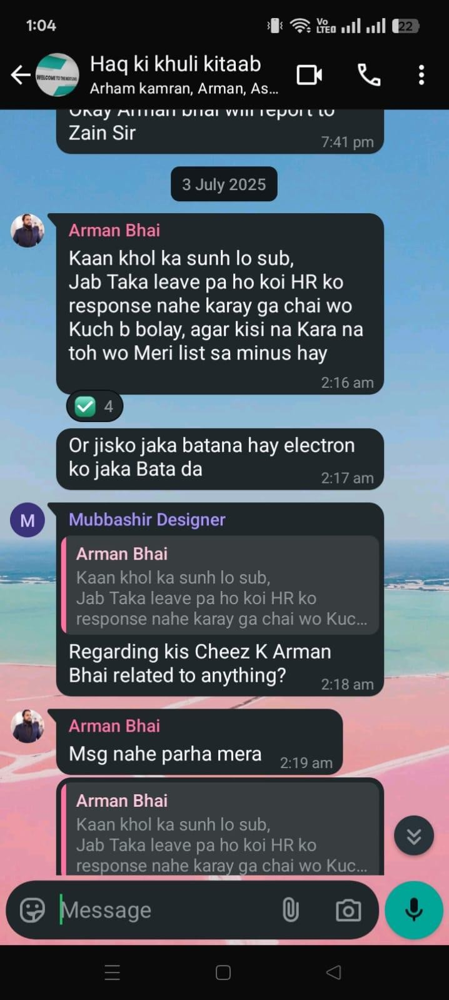 1:04
Vo
LTE
22
Haq ki khuli kitaab
Arham kamran, Arman, As...
WELCOME TO THE
Okay Arman bhai will report to
Zain Sir
7:41 pm
3 July 2025
Arman Bhai
Kaan khol ka sunh lo sub,
Jab Taka leave pa ho koi HR ko
response nahe karay ga chai wo
Kuch b bolay, agar kisi na Kara na
toh wo Meri list sa minus hay
2:16 am
4
Or jisko jaka batana hay electron
ko jaka Bata da
2:17 am
M
Mubbashir Designer
Arman Bhai
Kaan khol ka sunh lo sub,
Jab Taka leave pa ho koi HR ko
response nahe karay ga chai wo Kuc...
Regarding kis Cheez K Arman
Bhai related to anything?
2:18 am
Arman Bhai
Msg nahe parha mera
2:19 am
Arman Bhai
Kaan khol ka sunh lo sub,
Jab Taka leave pa ho koi HR ko
response nahe karay ga chai wo Kuc...
Message